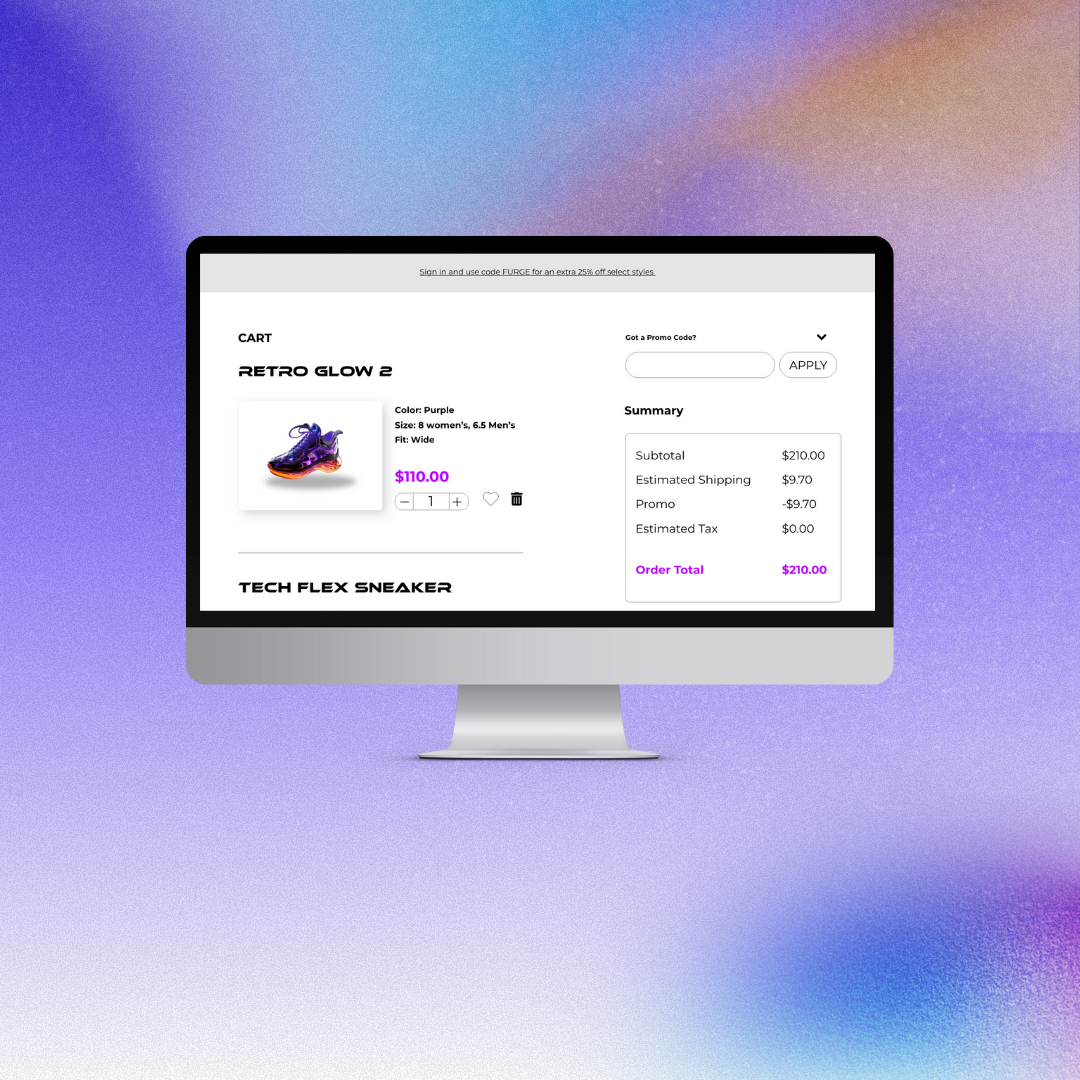 Sign in and use code FURGE for an extra 25% off select styles.
CART
RETRO GLOW 2
Color: Purple
Size: 8 women’s, 6.5 Men’s
Fit: Wide
$110.00
1
TECH FLEX SNEAKER
Got a Promo Code?
APPLY
Summary
Subtotal $210.00
Estimated Shipping $9.70
Promo -$9.70
Estimated Tax $0.00
Order Total $210.00